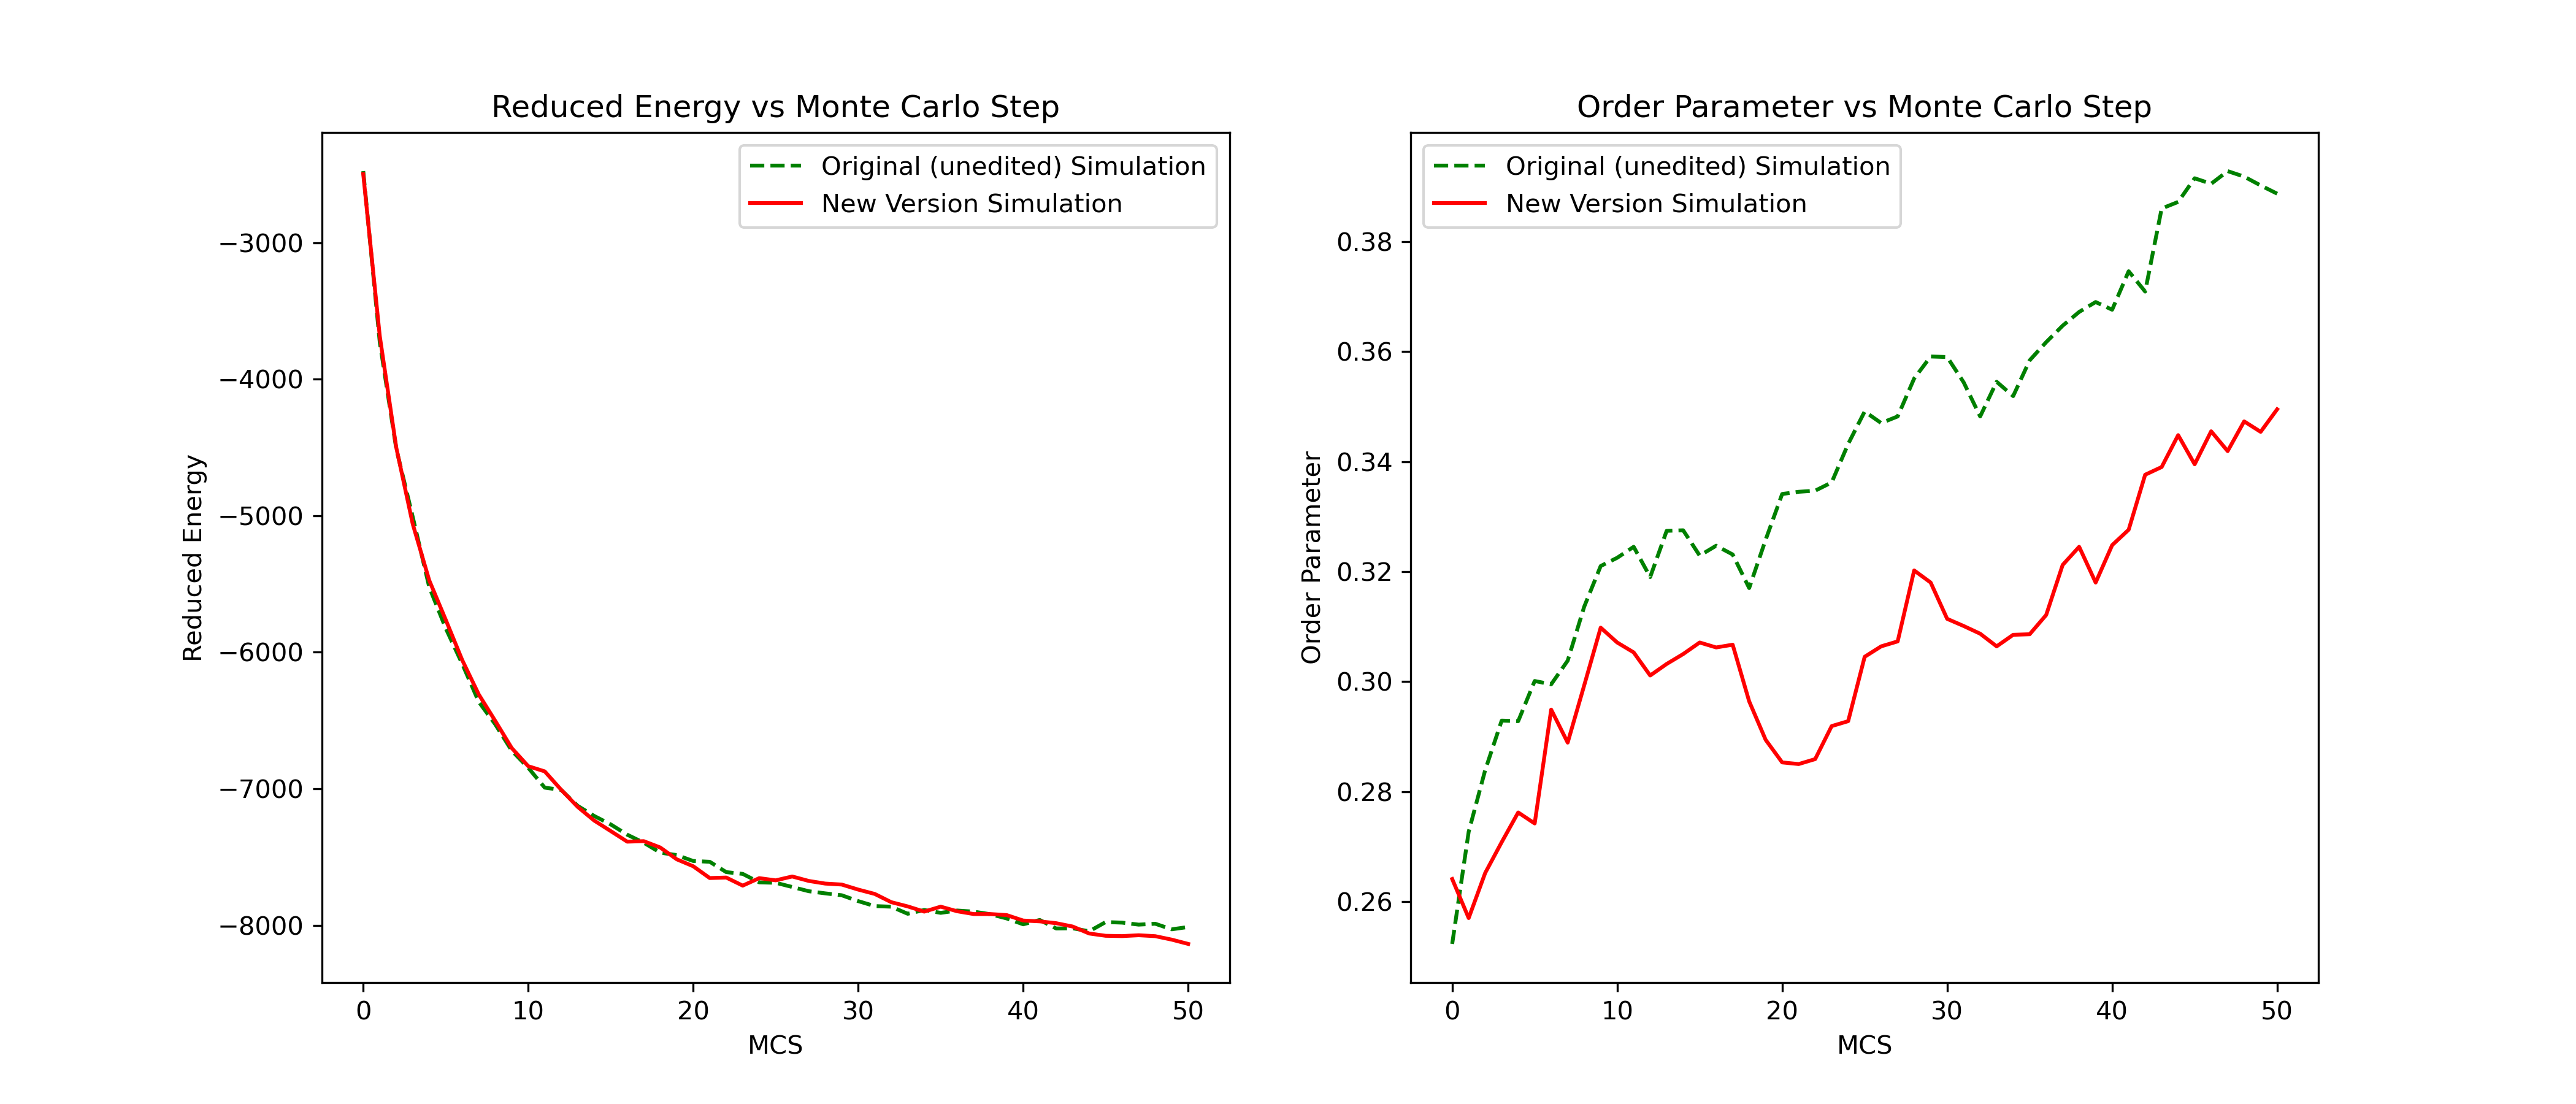 Reduced Energy vs Monte Carlo Step
Original (unedited) Simulation
New Version Simulation
−3000
−4000
−5000
−6000
−7000
−8000
Reduced Energy
0 10 20 30 40 50
MCS
Order Parameter vs Monte Carlo Step
Original (unedited) Simulation
New Version Simulation
0.38
0.36
0.34
0.32
0.30
0.28
0.26
Order Parameter
0 10 20 30 40 50
MCS